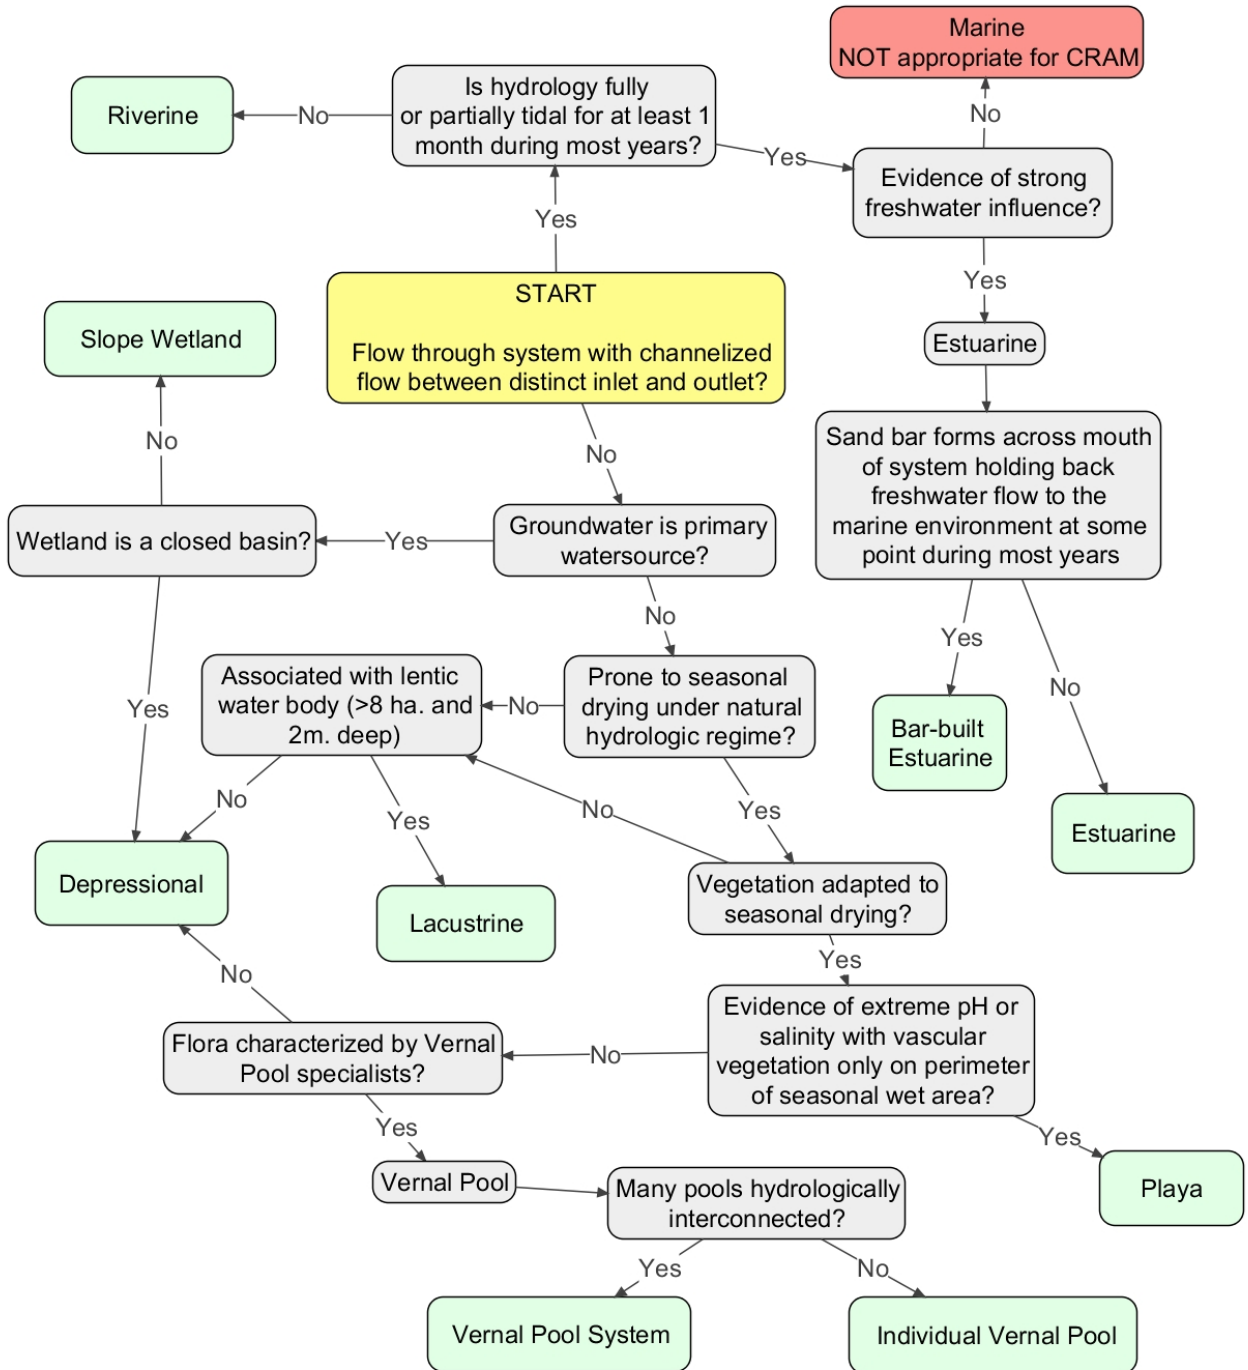 Marine
NOT appropriate for CRAM
Is hydrology fully
or partially tidal for at least 1
month during most years?
Riverine
No
No
Yes
Evidence of strong
freshwater influence?
Yes
Yes
START
Flow through system with channelized
flow between distinct inlet and outlet?
Slope Wetland
Estuarine
No
No
Sand bar forms across mouth
of system holding back
freshwater flow to the
marine environment at some
point during most years
Groundwater is primary
watersource?
Yes
Wetland is a closed basin?
No
Yes
No
Associated with lentic
water body (>8 ha. and
2m. deep)
No
Prone to seasonal
drying under natural
hydrologic regime?
Yes
Bar-built
Estuarine
No
Yes
No
Yes
Estuarine
Depressional
Lacustrine
Vegetation adapted to
seasonal drying?
Yes
No
Evidence of extreme pH or
salinity with vascular
vegetation only on perimeter
of seasonal wet area?
No
Flora characterized by Vernal
Pool specialists?
Yes
Yes
Playa
Vernal Pool
Many pools hydrologically
interconnected?
Yes
No
Vernal Pool System
Individual Vernal Pool